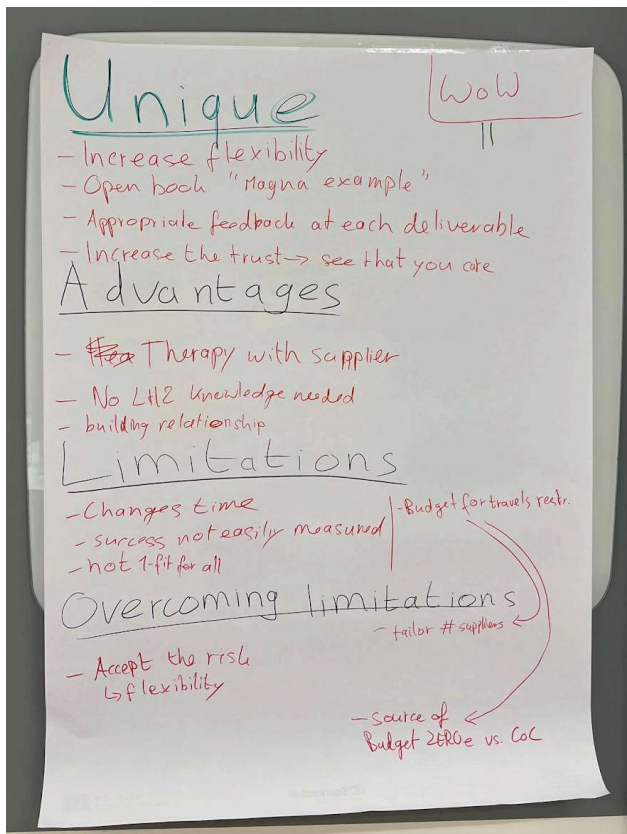 Unique
WoW
- Increase flexibility
- Open book "Magna example"
- Appropriate feedback at each deliverable
- Increase the trust → see that you care
Advantages
- Therapy with supplier
- No LH2 knowledge needed
- building relationship
Limitations
- Changes time
- success not easily measured
- not 1-fit for all
- Budget for travels restr.
Overcoming limitations
- tailor # suppliers
- Accept the risk
↳ flexibility
- source of
Budget ZEROe vs. CoC